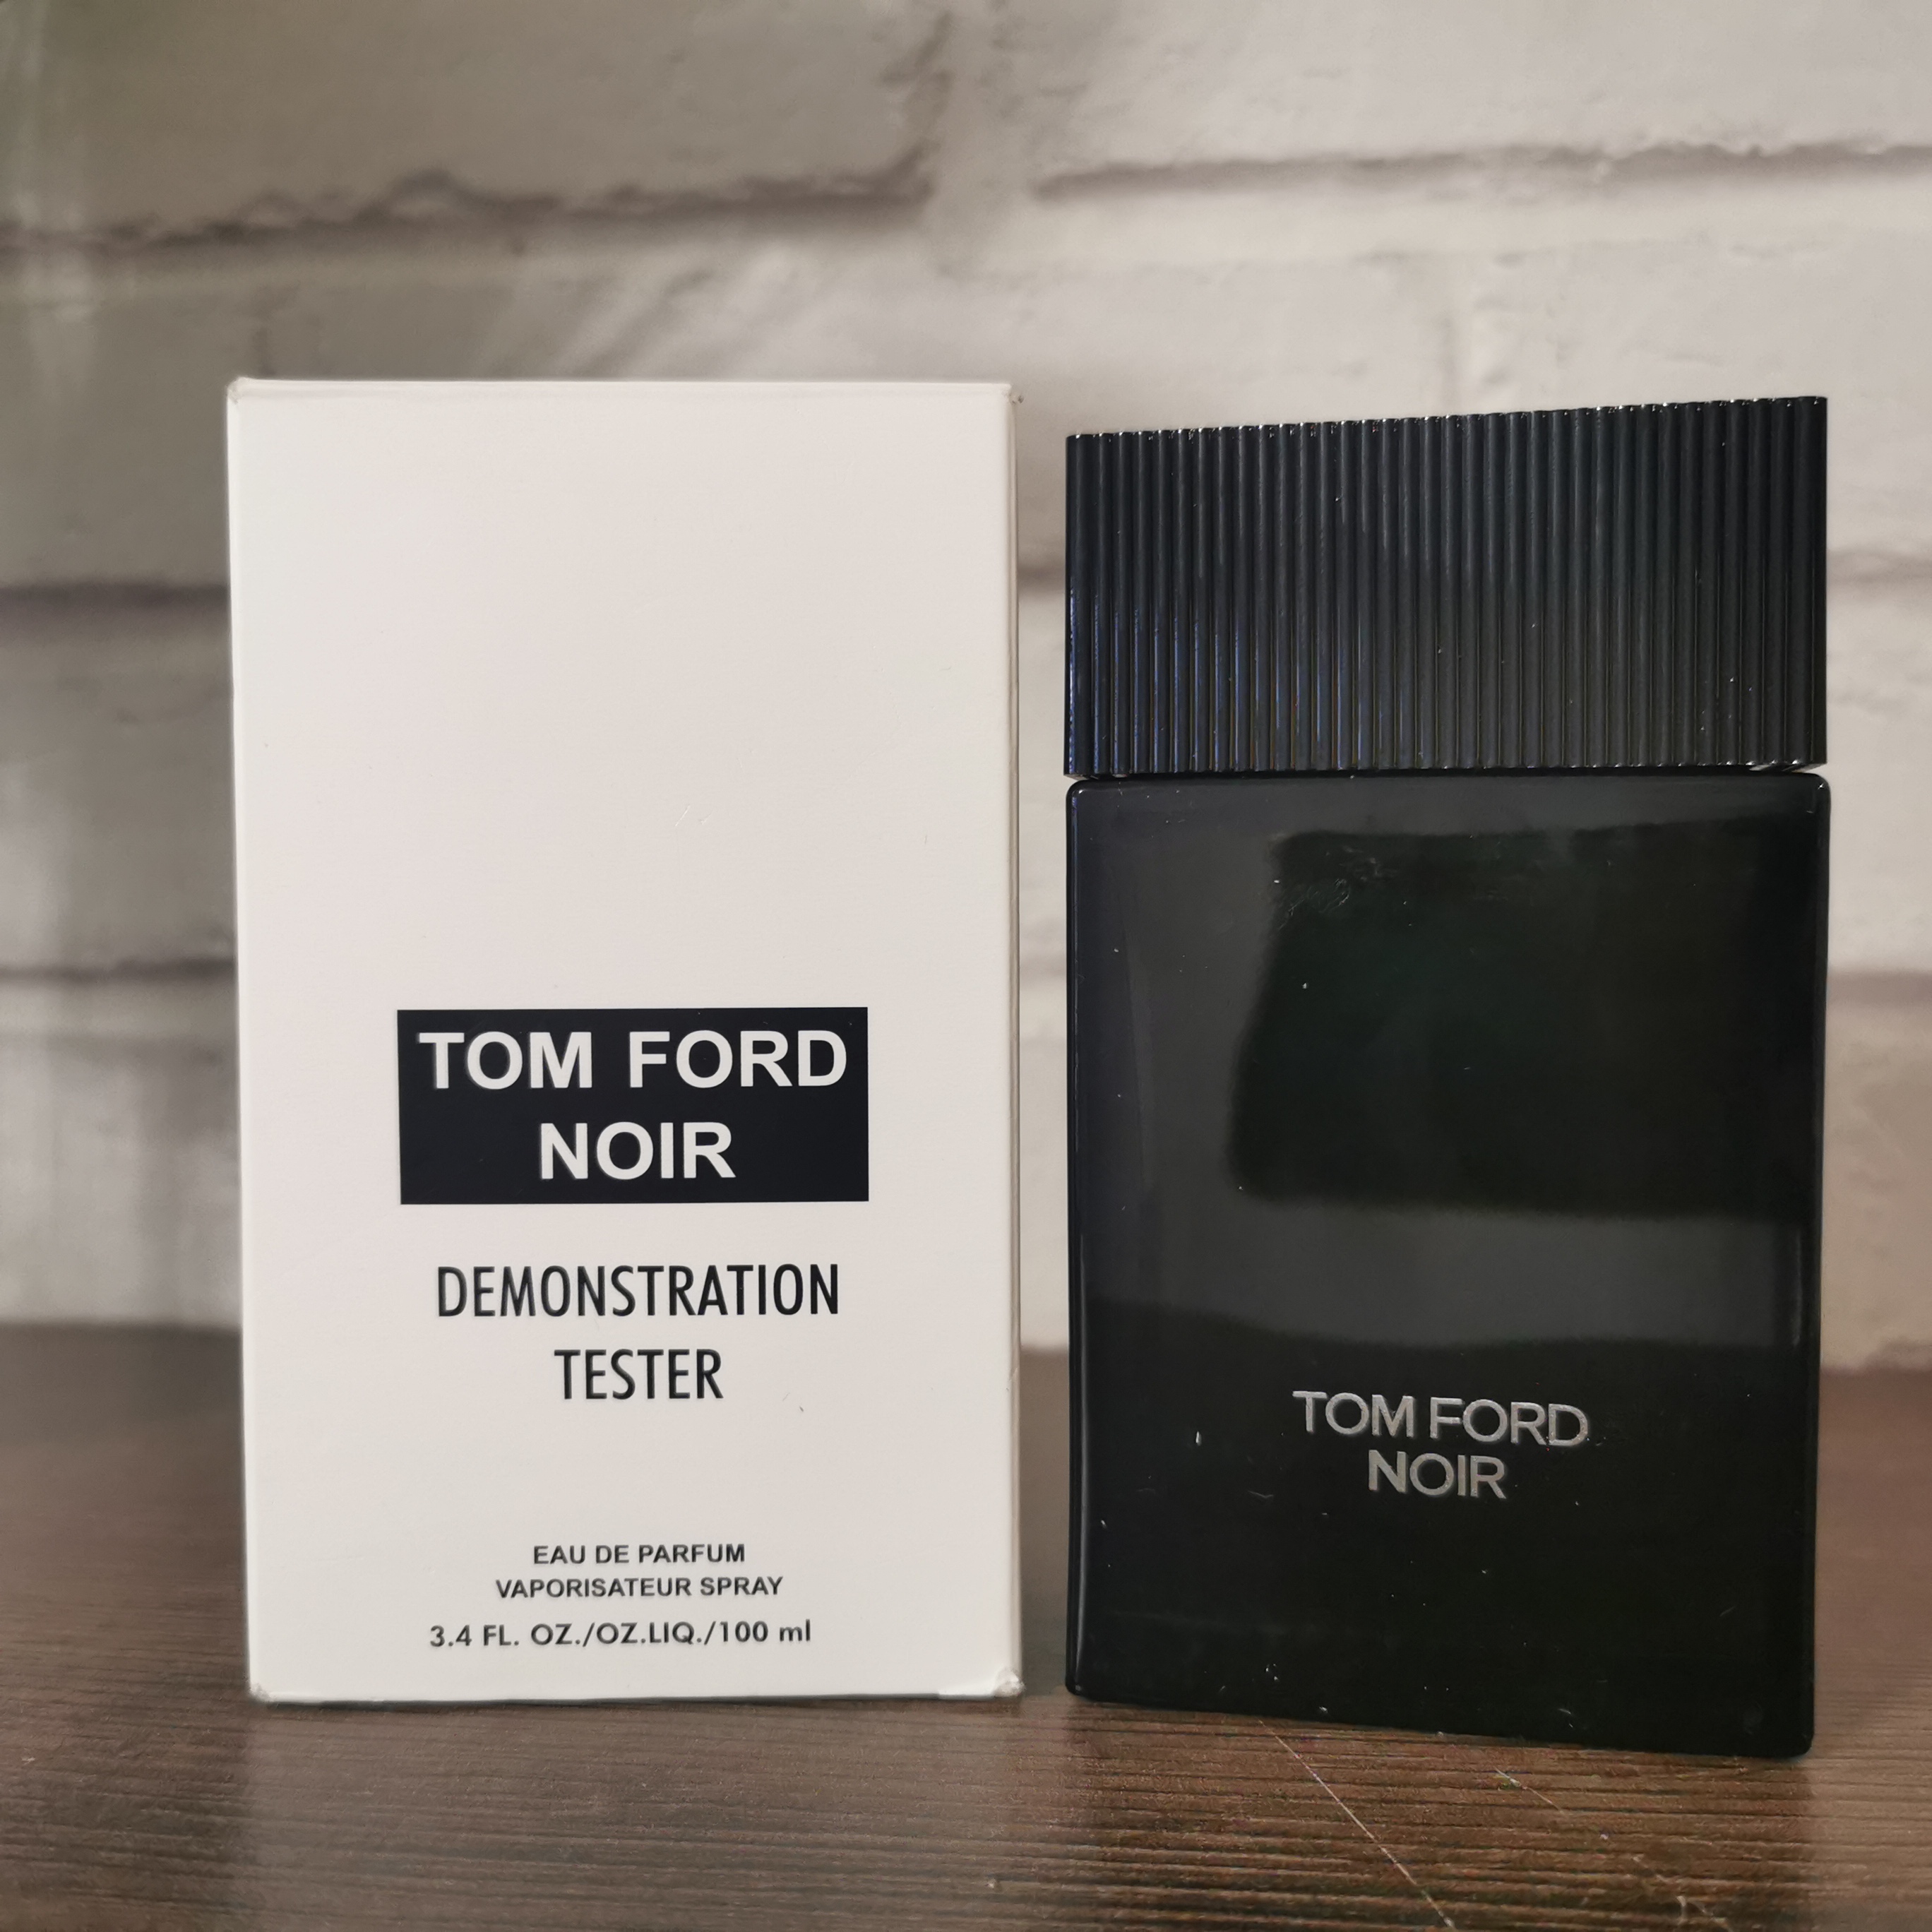 TOM FORD
NOIR
DEMONSTRATION
TESTER
EAU DE PARFUM
VAPORISATEUR SPRAY
3.4 FL. OZ./OZ.LIQ./100 ml
TOM FORD
NOIR